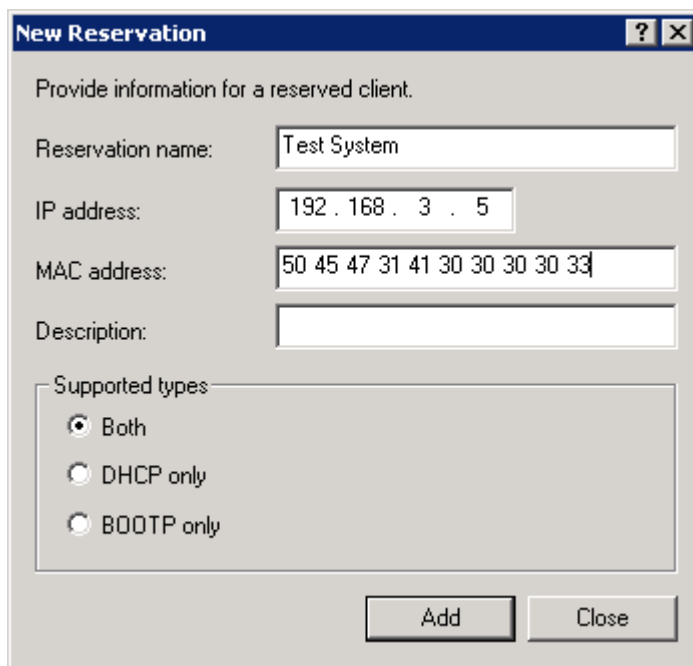 New Reservation
Provide information for a reserved client.
Reservation name: Test System
IP address: 192 . 168 . 3 . 5
MAC address: 50 45 47 31 41 30 30 30 30 33
Description:
Supported types
Both
DHCP only
BOOTP only
Add Close